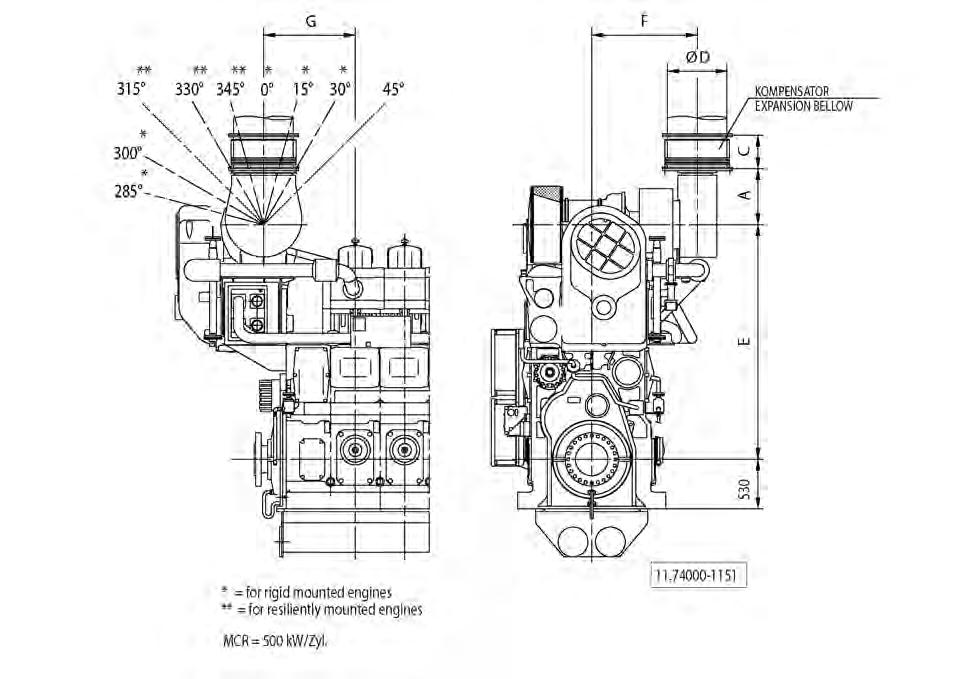 G
F
** ** ** * * *
315° 330° 345° 0° 15° 30° 45°
*
300°
*
285°
ØD
KOMPENSATOR
EXPANSION BELLOW
C
A
E
530
11.74000-1151
* = for rigid mounted engines
** = for resiliently mounted engines
MCR = 500 kW/Zyl.